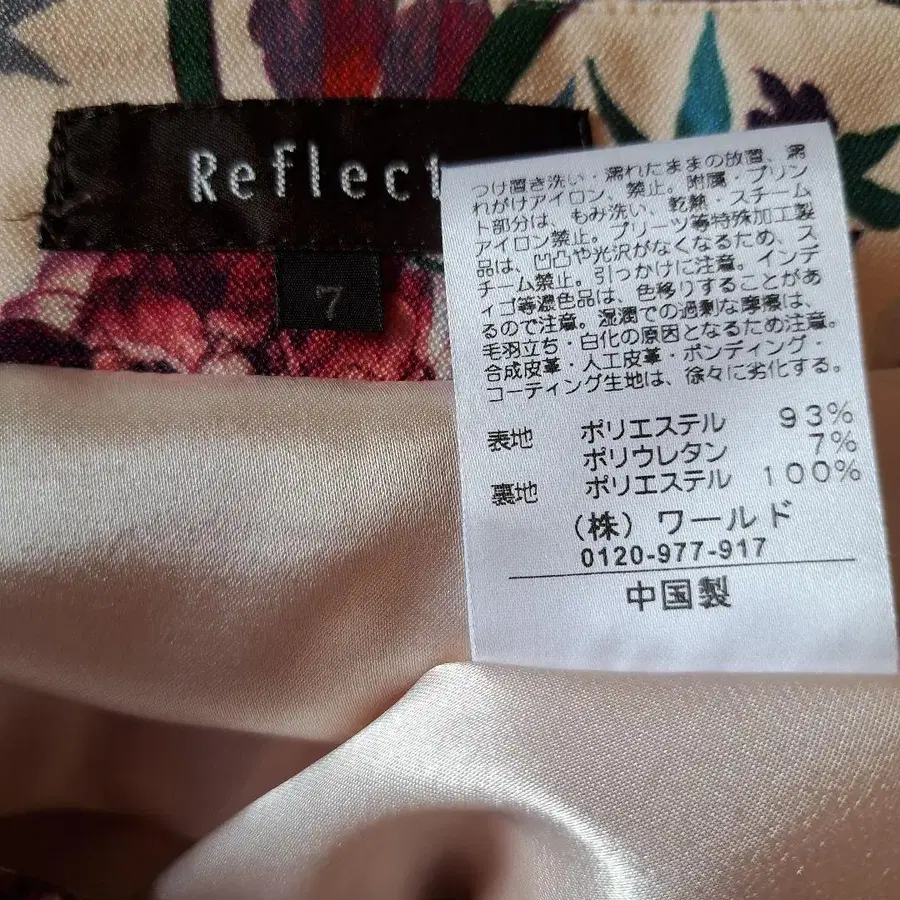 Reflect
7
つけ置き洗い・濡れたままの放置、濡
れがけアイロン、禁止。附属・プリン
ト部分は、もみ洗い、乾熱・スチーム
アイロン禁止。プリーツ等特殊加工製
品は、凹凸や光沢がなくなるため、ス
チーム禁止。引っかけに注意。インデ
ィゴ等濃色品は、色移りすることがあ
るので注意。湿潤での過剰な摩擦は、
毛羽立ち・白化の原因となるため注意。
合成皮革・人工皮革・ボンディング・
コーティング生地は、徐々に劣化する。
表地 ポリエステル 93%
ポリウレタン 7%
裏地 ポリエステル 100%
(株) ワールド
0120-977-917
中国製